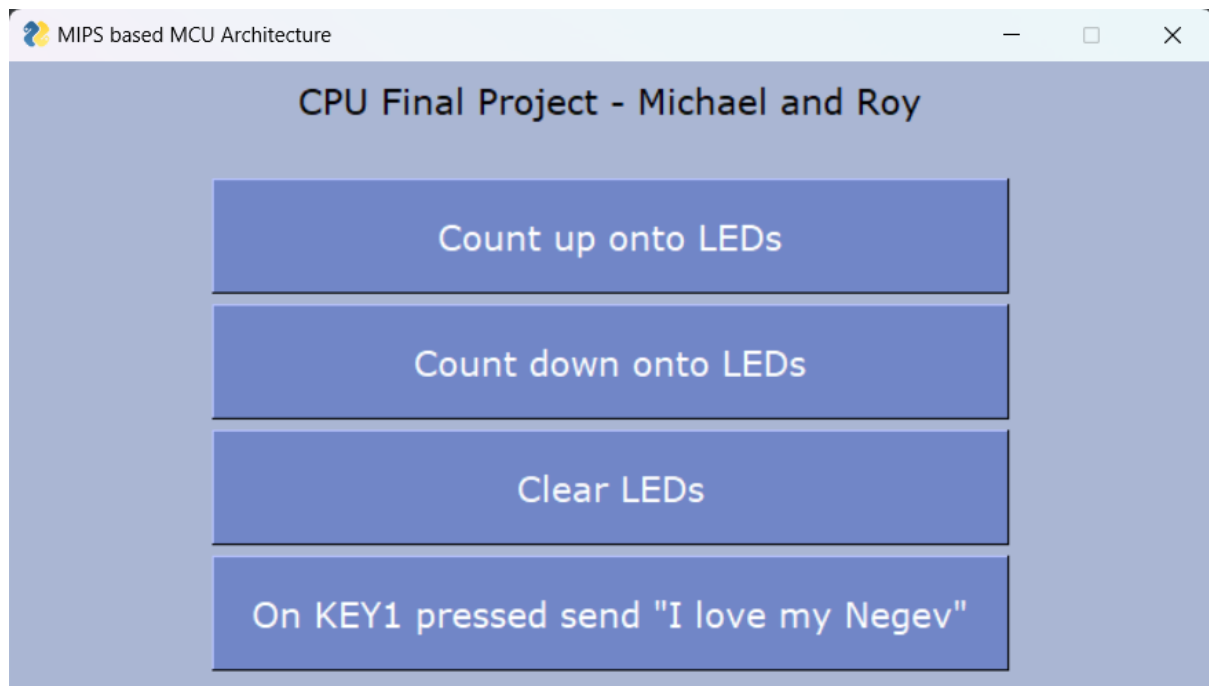 MIPS based MCU Architecture
CPU Final Project - Michael and Roy
Count up onto LEDs
Count down onto LEDs
Clear LEDs
On KEY1 pressed send "I love my Negev"